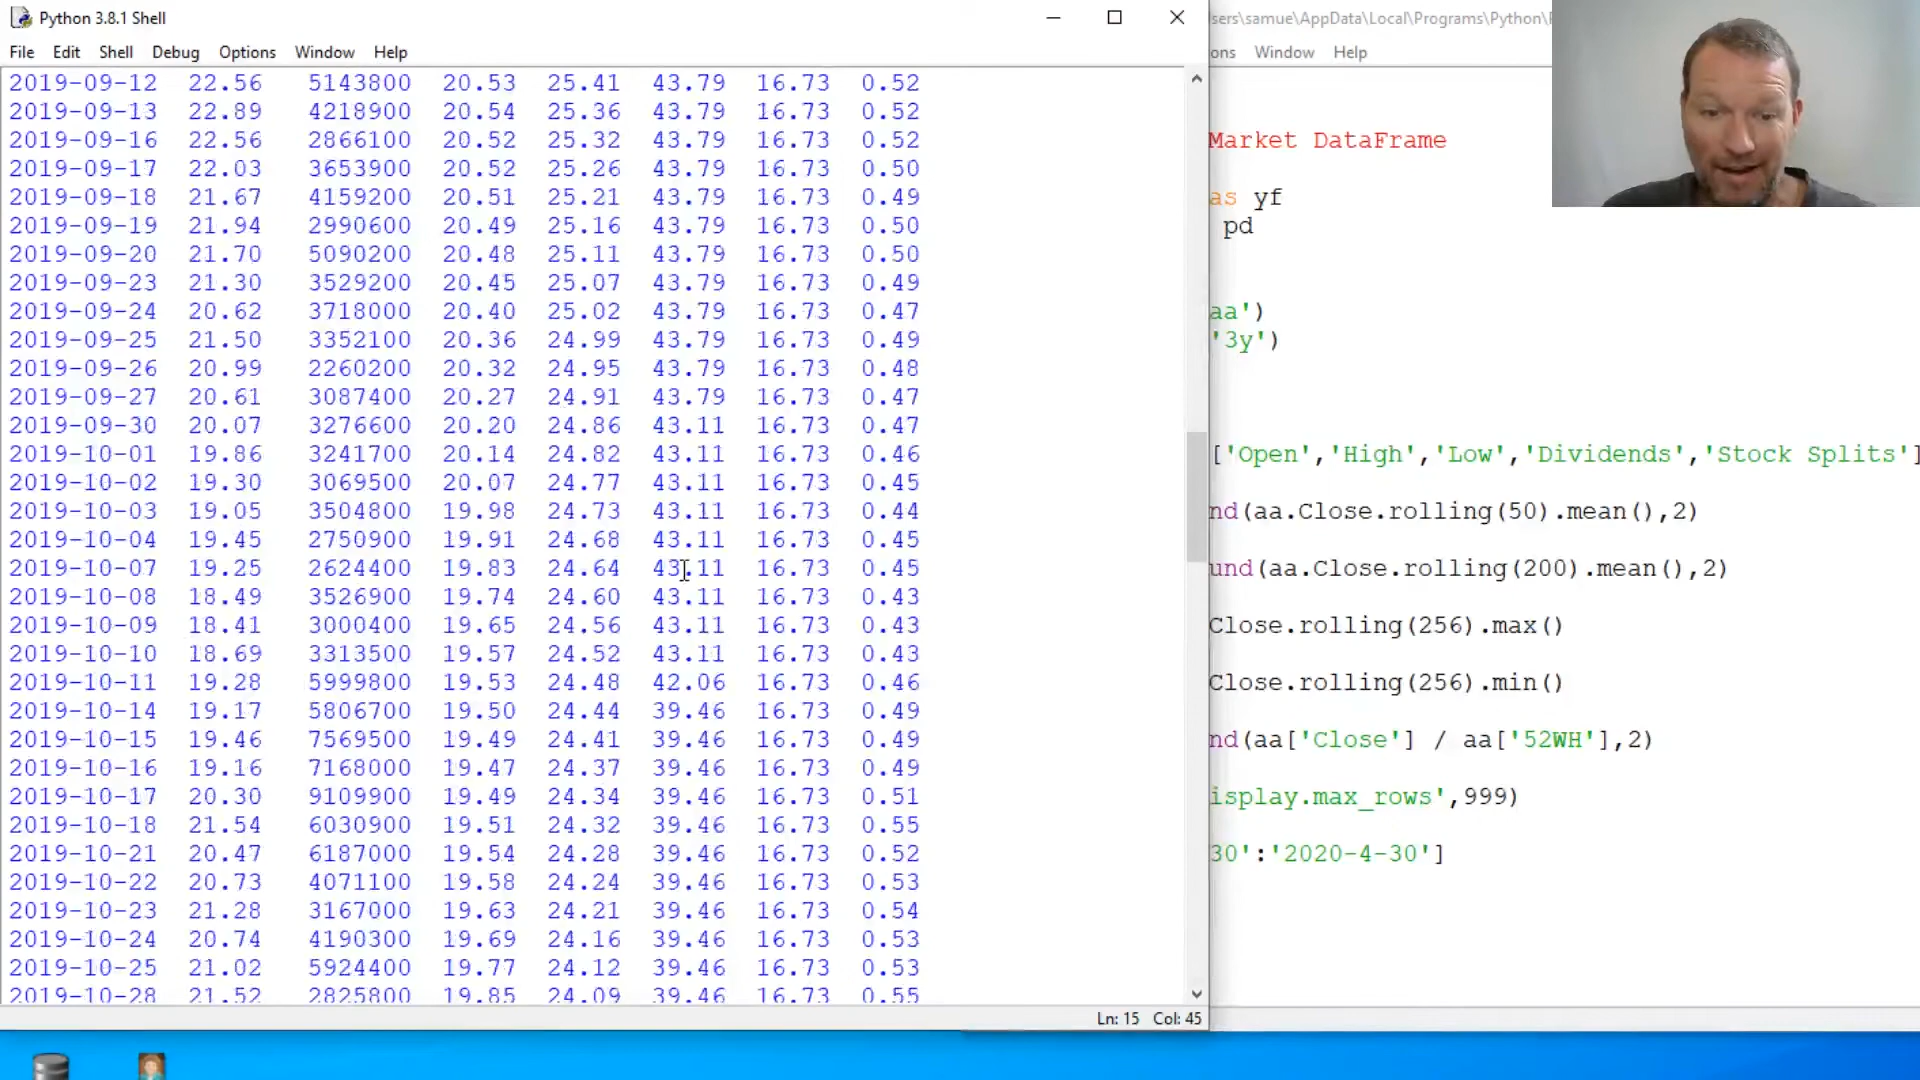 Python 3.8.1 Shell
File Edit Shell Debug Options Window Help
2019-09-12 22.56 5143800 20.53 25.41 43.79 16.73 0.52
2019-09-13 22.89 4218900 20.54 25.36 43.79 16.73 0.52
2019-09-16 22.56 2866100 20.52 25.32 43.79 16.73 0.52
2019-09-17 22.03 3653900 20.52 25.26 43.79 16.73 0.50
2019-09-18 21.67 4159200 20.51 25.21 43.79 16.73 0.49
2019-09-19 21.94 2990600 20.49 25.16 43.79 16.73 0.50
2019-09-20 21.70 5090200 20.48 25.11 43.79 16.73 0.50
2019-09-23 21.30 3529200 20.45 25.07 43.79 16.73 0.49
2019-09-24 20.62 3718000 20.40 25.02 43.79 16.73 0.47
2019-09-25 21.50 3352100 20.36 24.99 43.79 16.73 0.49
2019-09-26 20.99 2260200 20.32 24.95 43.79 16.73 0.48
2019-09-27 20.61 3087400 20.27 24.91 43.79 16.73 0.47
2019-09-30 20.07 3276600 20.20 24.86 43.11 16.73 0.47
2019-10-01 19.86 3241700 20.14 24.82 43.11 16.73 0.46
2019-10-02 19.30 3069500 20.07 24.77 43.11 16.73 0.45
2019-10-03 19.05 3504800 19.98 24.73 43.11 16.73 0.44
2019-10-04 19.45 2750900 19.91 24.68 43.11 16.73 0.45
2019-10-07 19.25 2624400 19.83 24.64 43.11 16.73 0.45
2019-10-08 18.49 3526900 19.74 24.60 43.11 16.73 0.43
2019-10-09 18.41 3000400 19.65 24.56 43.11 16.73 0.43
2019-10-10 18.69 3313500 19.57 24.52 43.11 16.73 0.43
2019-10-11 19.28 5999800 19.53 24.48 42.06 16.73 0.46
2019-10-14 19.17 5806700 19.50 24.44 39.46 16.73 0.49
2019-10-15 19.46 7569500 19.49 24.41 39.46 16.73 0.49
2019-10-16 19.16 7168000 19.47 24.37 39.46 16.73 0.49
2019-10-17 20.30 9109900 19.49 24.34 39.46 16.73 0.51
2019-10-18 21.54 6030900 19.51 24.32 39.46 16.73 0.55
2019-10-21 20.47 6187000 19.54 24.28 39.46 16.73 0.52
2019-10-22 20.73 4071100 19.58 24.24 39.46 16.73 0.53
2019-10-23 21.28 3167000 19.63 24.21 39.46 16.73 0.54
2019-10-24 20.74 4190300 19.69 24.16 39.46 16.73 0.53
2019-10-25 21.02 5924400 19.77 24.12 39.46 16.73 0.53
2019-10-28 21.52 2825800 19.85 24.09 39.46 16.73 0.55
Ln: 15 Col: 45
sers\samue\AppData\Local\Programs\Python\
ons Window Help
Market DataFrame
as yf
pd
aa')
'3y')
['Open','High','Low','Dividends','Stock Splits']
nd(aa.Close.rolling(50).mean(),2)
und(aa.Close.rolling(200).mean(),2)
Close.rolling(256).max()
Close.rolling(256).min()
nd(aa['Close'] / aa['52WH'],2)
isplay.max_rows',999)
30':'2020-4-30']